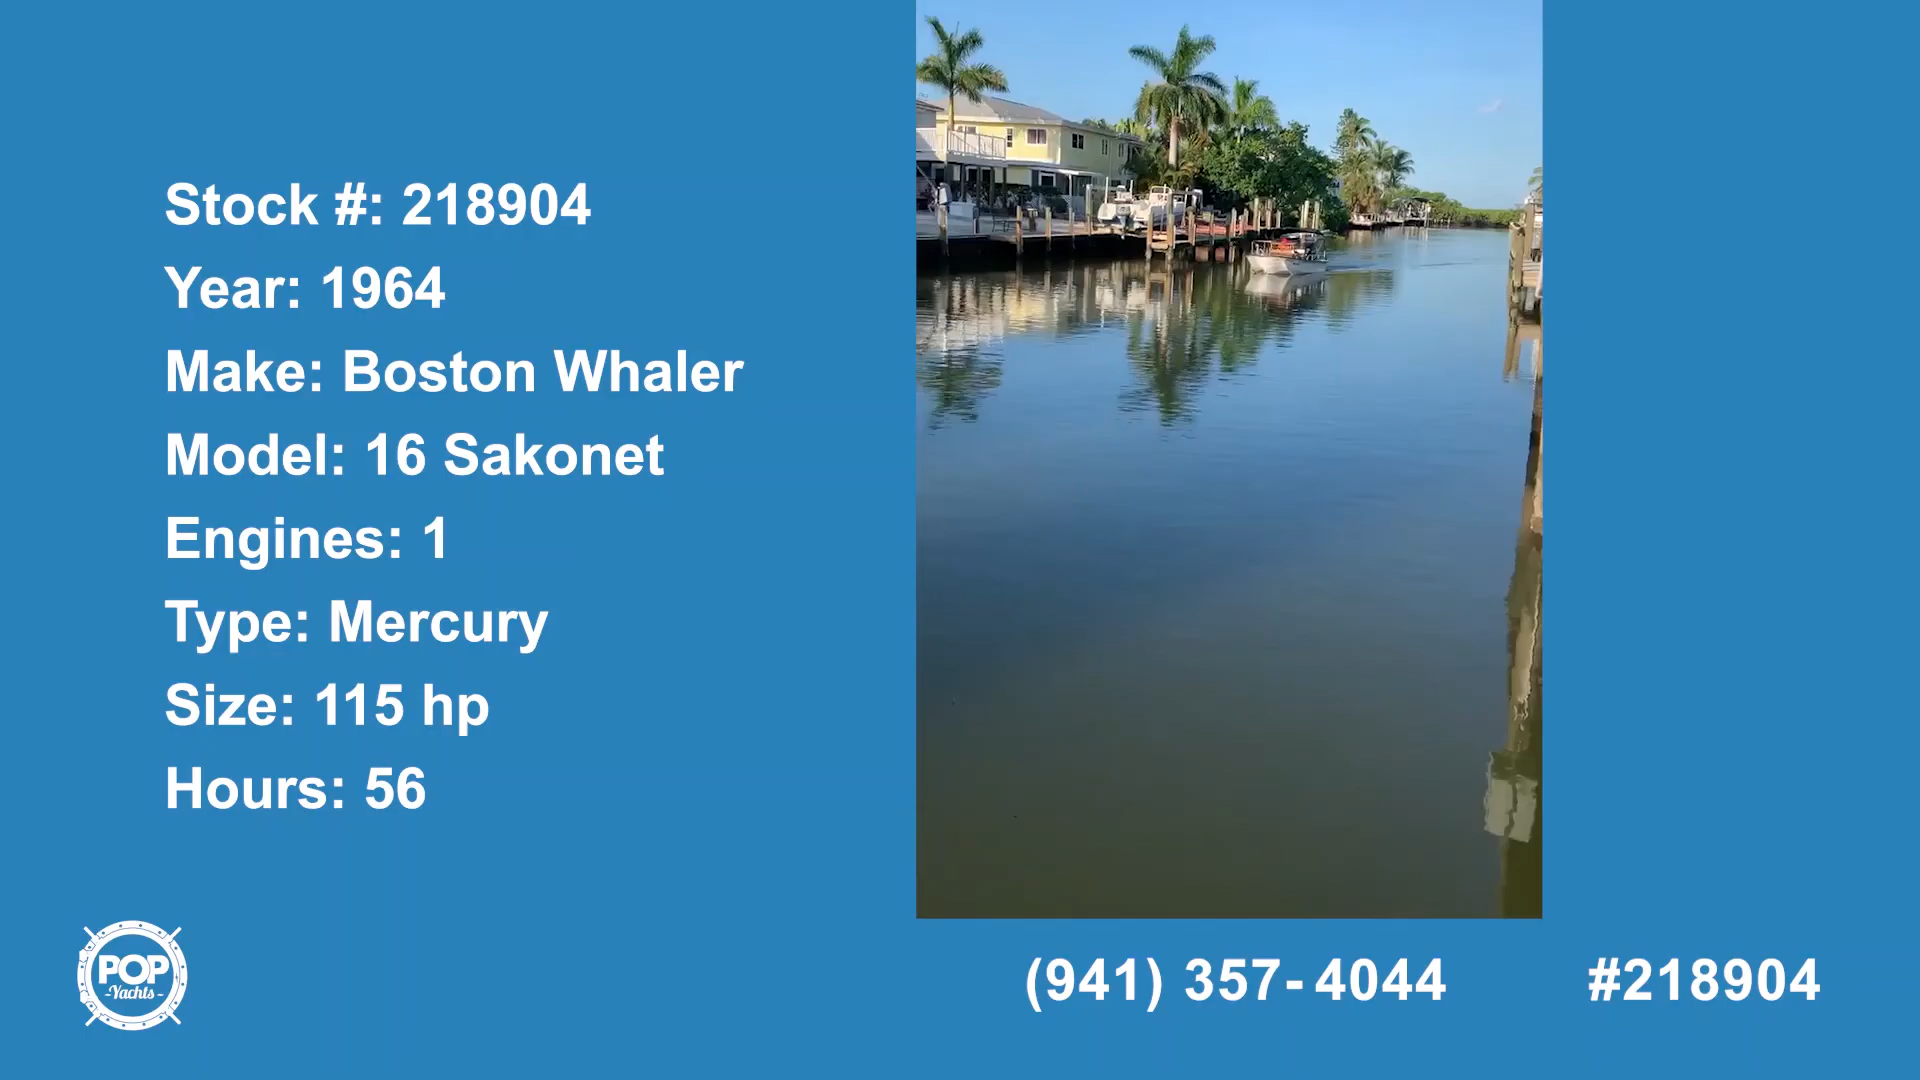 Stock #: 218904
Year: 1964
Make: Boston Whaler
Model: 16 Sakonet
Engines: 1
Type: Mercury
Size: 115 hp
Hours: 56
POP
Yachts
(941) 357-4044
#218904